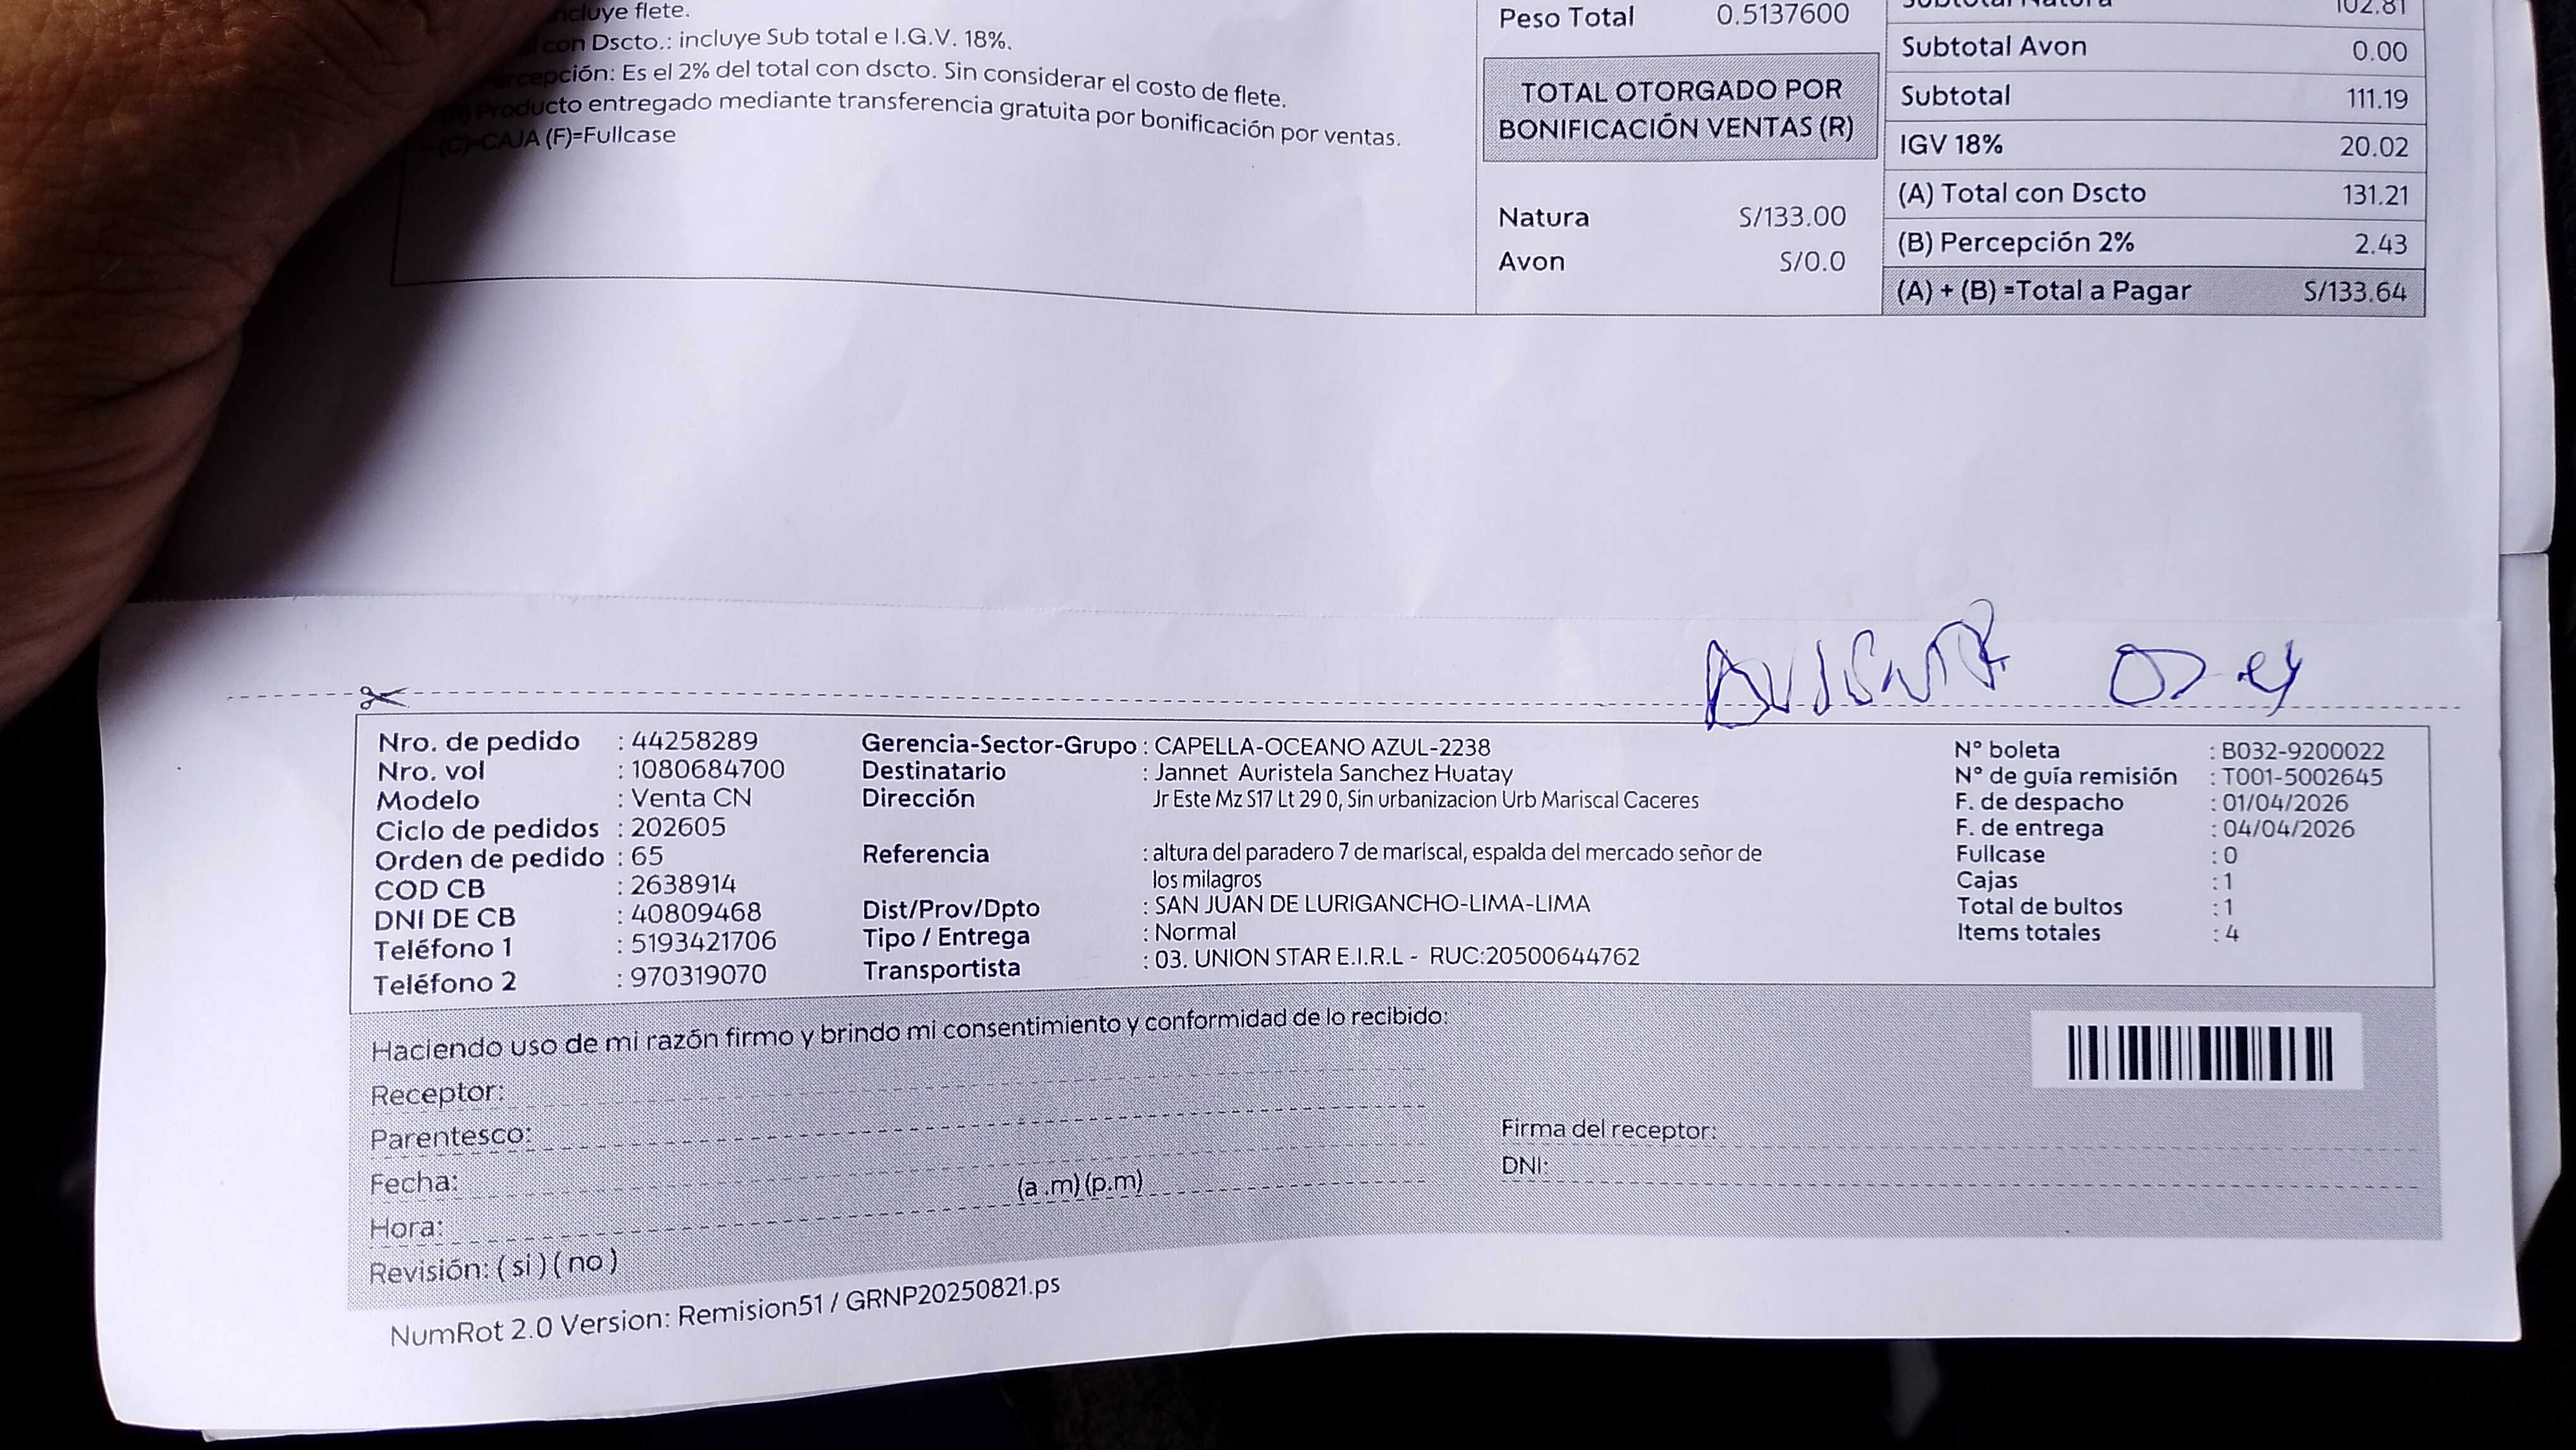 incluye flete.
con Dscto.: incluye Sub total e I.G.V. 18%.
Percepción: Es el 2% del total con dscto. Sin considerar el costo de flete.
(R) Producto entregado mediante transferencia gratuita por bonificación por ventas.
- (C)=CAJA (F)=Fullcase
Peso Total 0.5137600
TOTAL OTORGADO POR
BONIFICACIÓN VENTAS (R)
Natura S/133.00
Avon S/0.0
Subtotal Natura 102.81
Subtotal Avon 0.00
Subtotal 111.19
IGV 18% 20.02
(A) Total con Dscto 131.21
(B) Percepción 2% 2.43
(A) + (B) =Total a Pagar S/133.64
Nro. de pedido : 44258289
Nro. vol : 1080684700
Modelo : Venta CN
Ciclo de pedidos : 202605
Orden de pedido : 65
COD CB : 2638914
DNI DE CB : 40809468
Teléfono 1 : 5193421706
Teléfono 2 : 970319070
Gerencia-Sector-Grupo : CAPELLA-OCEANO AZUL-2238
Destinatario : Jannet Auristela Sanchez Huatay
Dirección Jr Este Mz S17 Lt 29 0, Sin urbanizacion Urb Mariscal Caceres
Referencia : altura del paradero 7 de mariscal, espalda del mercado señor de
los milagros
Dist/Prov/Dpto : SAN JUAN DE LURIGANCHO-LIMA-LIMA
Tipo / Entrega : Normal
Transportista : 03. UNION STAR E.I.R.L - RUC:20500644762
N° boleta : B032-9200022
N° de guía remisión : T001-5002645
F. de despacho : 01/04/2026
F. de entrega : 04/04/2026
Fullcase : 0
Cajas : 1
Total de bultos : 1
Items totales : 4
Haciendo uso de mi razón firmo y brindo mi consentimiento y conformidad de lo recibido:
Receptor:
Parentesco:
Fecha:
Hora: (a .m) (p.m)
Revisión: ( si ) ( no )
Firma del receptor:
DNI:
NumRot 2.0 Version: Remision51 / GRNP20250821.ps